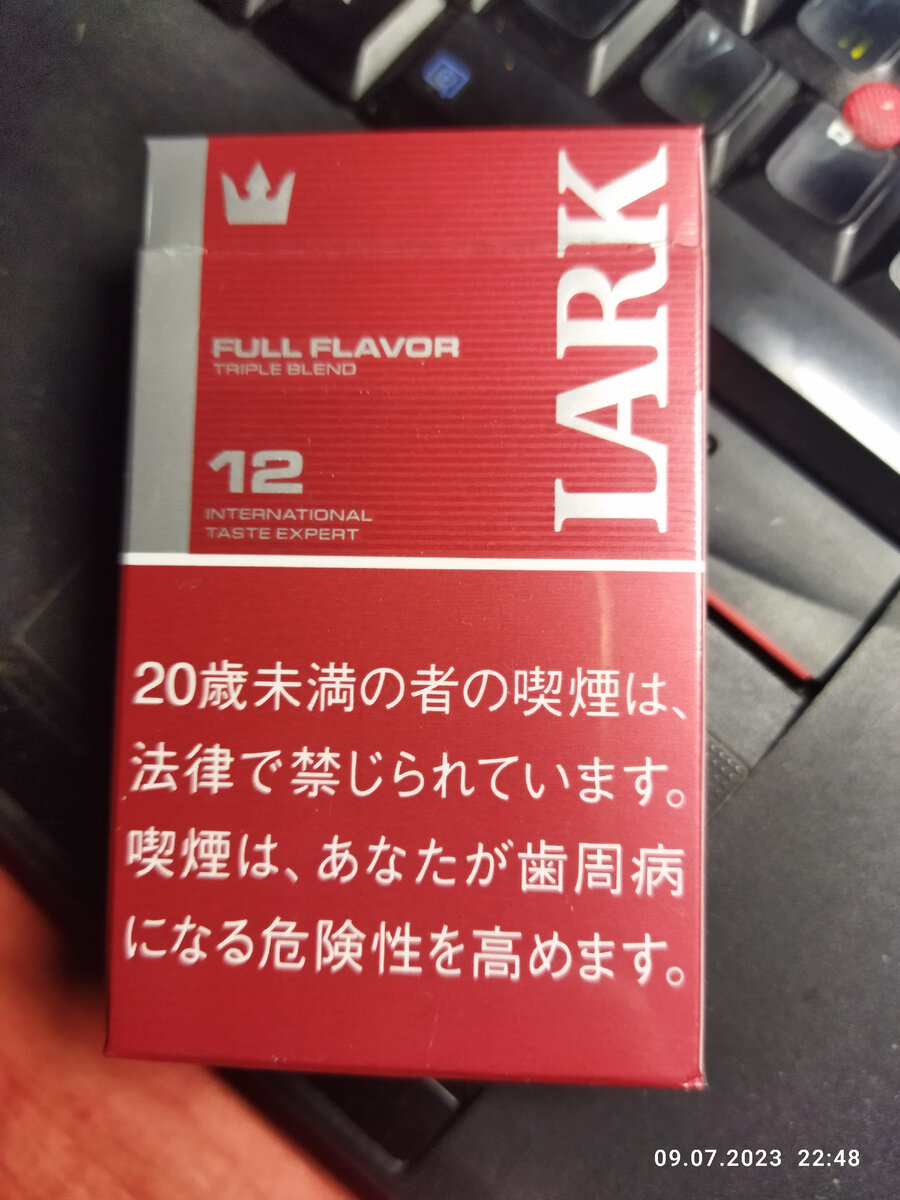 LARK
FULL FLAVOR
TRIPLE BLEND
12
INTERNATIONAL
TASTE EXPERT
20歳未満の者の喫煙は、
法律で禁じられています。
喫煙は、あなたが歯周病
になる危険性を高めます。
09.07.2023 22:48